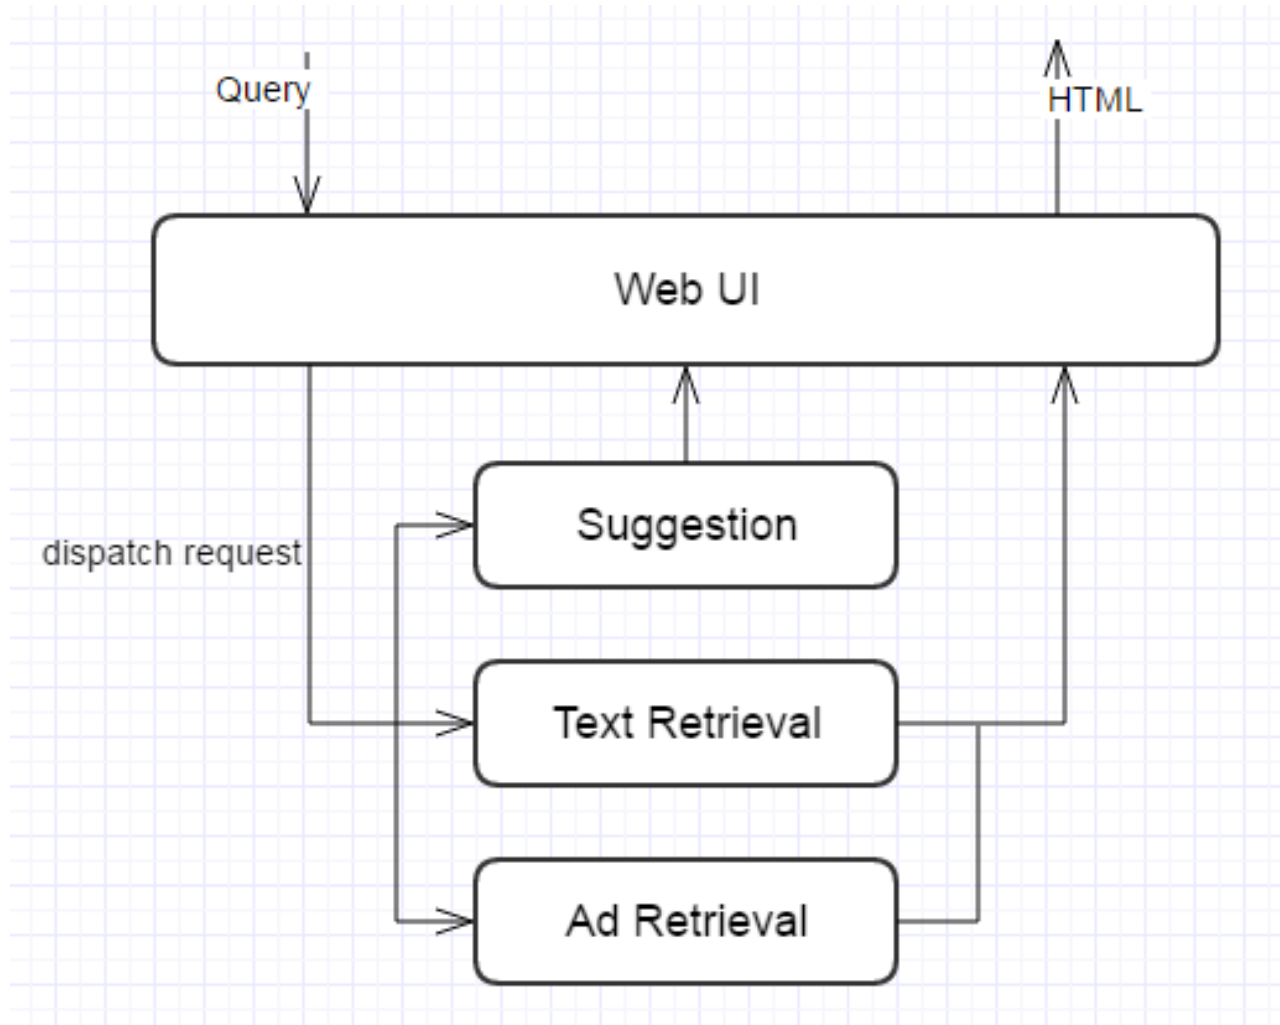 Query
HTML
Web UI
Suggestion
dispatch request
Text Retrieval
Ad Retrieval